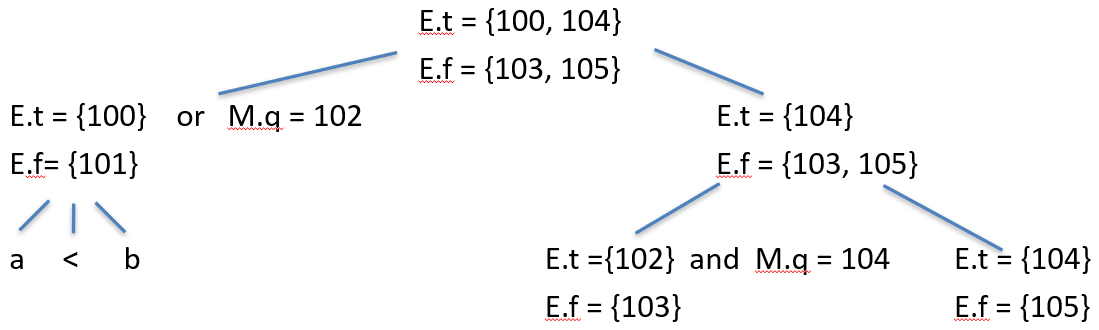 E.t = {100, 104}
E.f = {103, 105}
E.t = {100} or M.q = 102
E.f= {101}
E.t = {104}
E.f = {103, 105}
a < b
E.t ={102} and M.q = 104
E.f = {103}
E.t = {104}
E.f = {105}